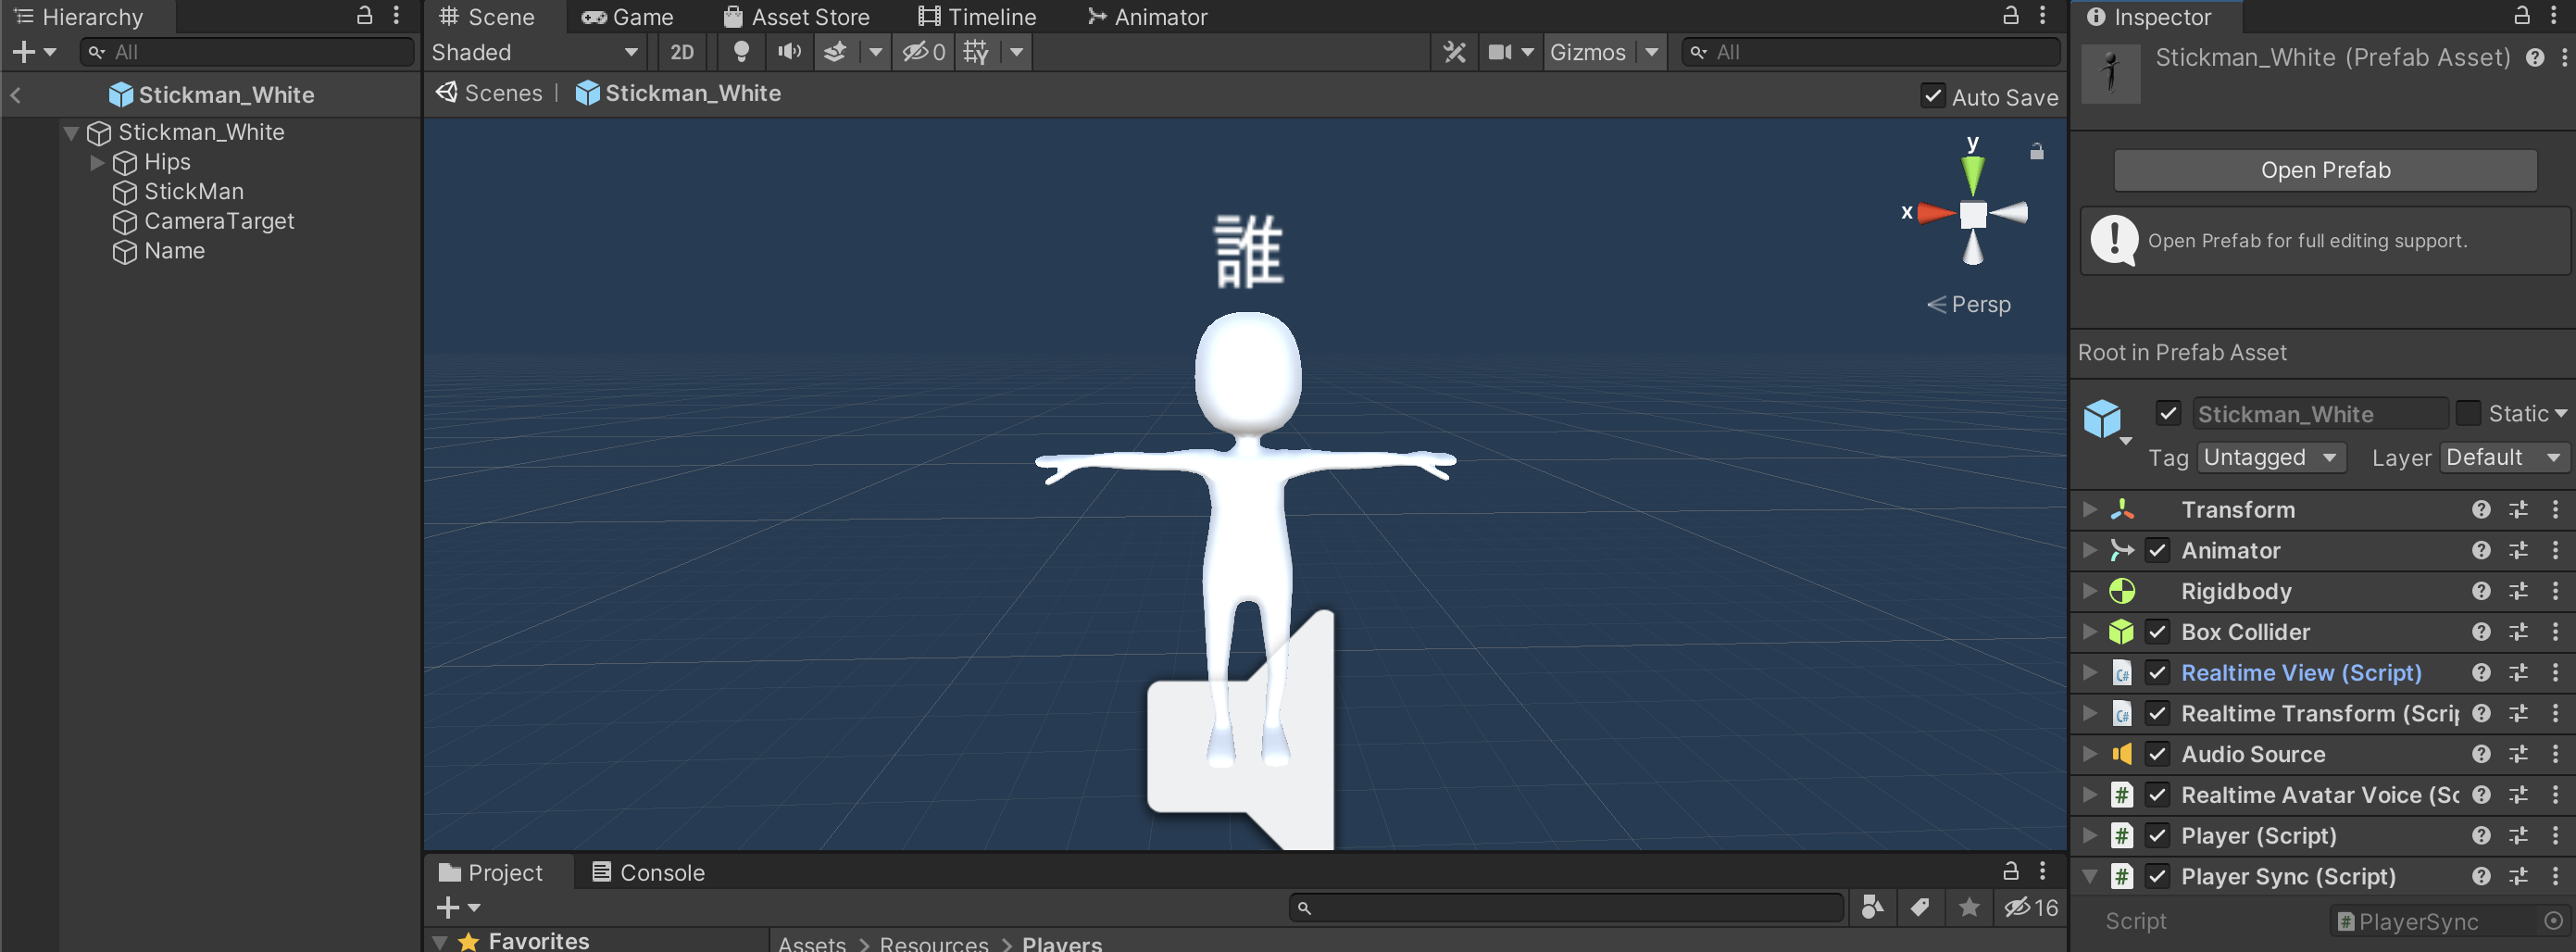 Hierarchy
All
Stickman_White
Stickman_White
Hips
StickMan
CameraTarget
Name
Scene
Game
Asset Store
Timeline
Animator
Shaded
2D
0
Gizmos
All
Scenes
Stickman_White
Auto Save
y
x
Persp
誰
Project
Console
16
Favorites
Assets > Resources > Players
Inspector
Stickman_White (Prefab Asset)
Open Prefab
Open Prefab for full editing support.
Root in Prefab Asset
Stickman_White
Static
Tag Untagged Layer Default
Transform
Animator
Rigidbody
Box Collider
Realtime View (Script)
Realtime Transform (Scrip
Audio Source
Realtime Avatar Voice (Sc
Player (Script)
Player Sync (Script)
Script PlayerSync